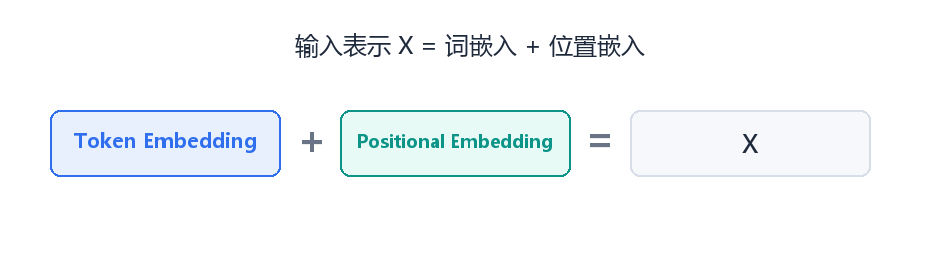 输入表示 X = 词嵌入 + 位置嵌入
Token Embedding + Positional Embedding = X